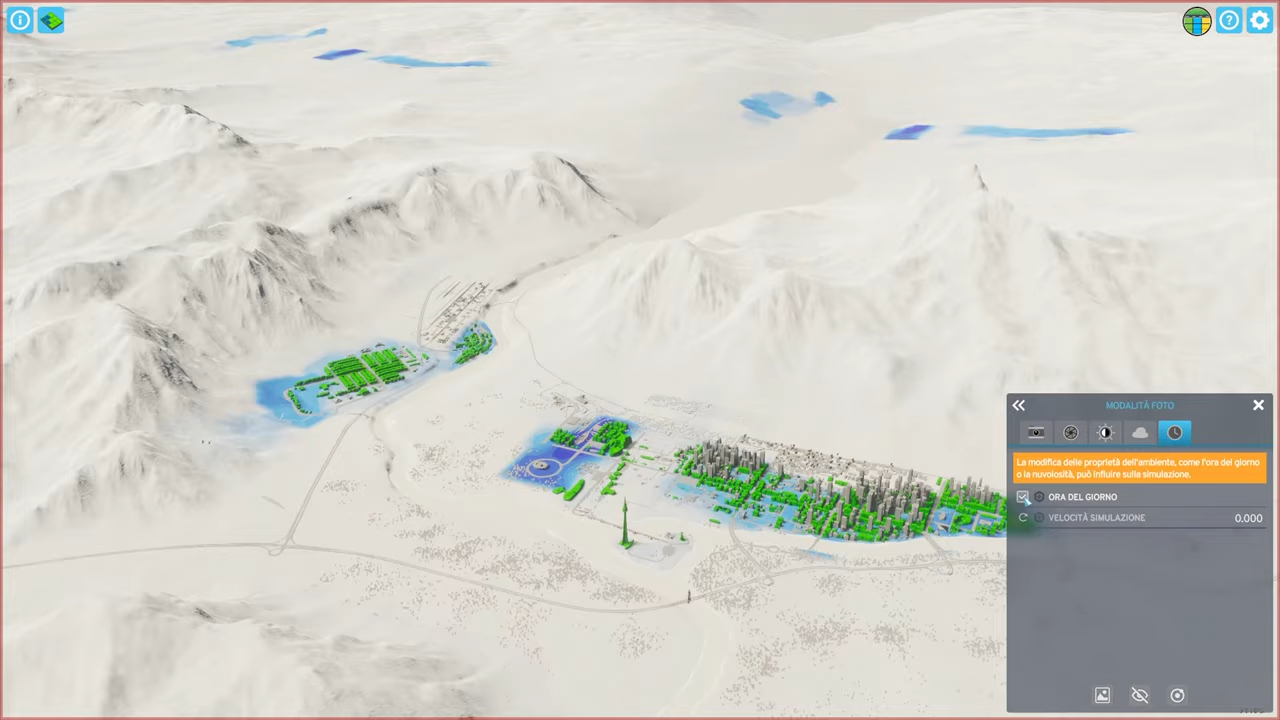 MODALITÀ FOTO
La modifica delle proprietà dell'ambiente, come l'ora del giorno
o la nuvolosità, può influire sulla simulazione.
ORA DEL GIORNO
VELOCITÀ SIMULAZIONE 0.000